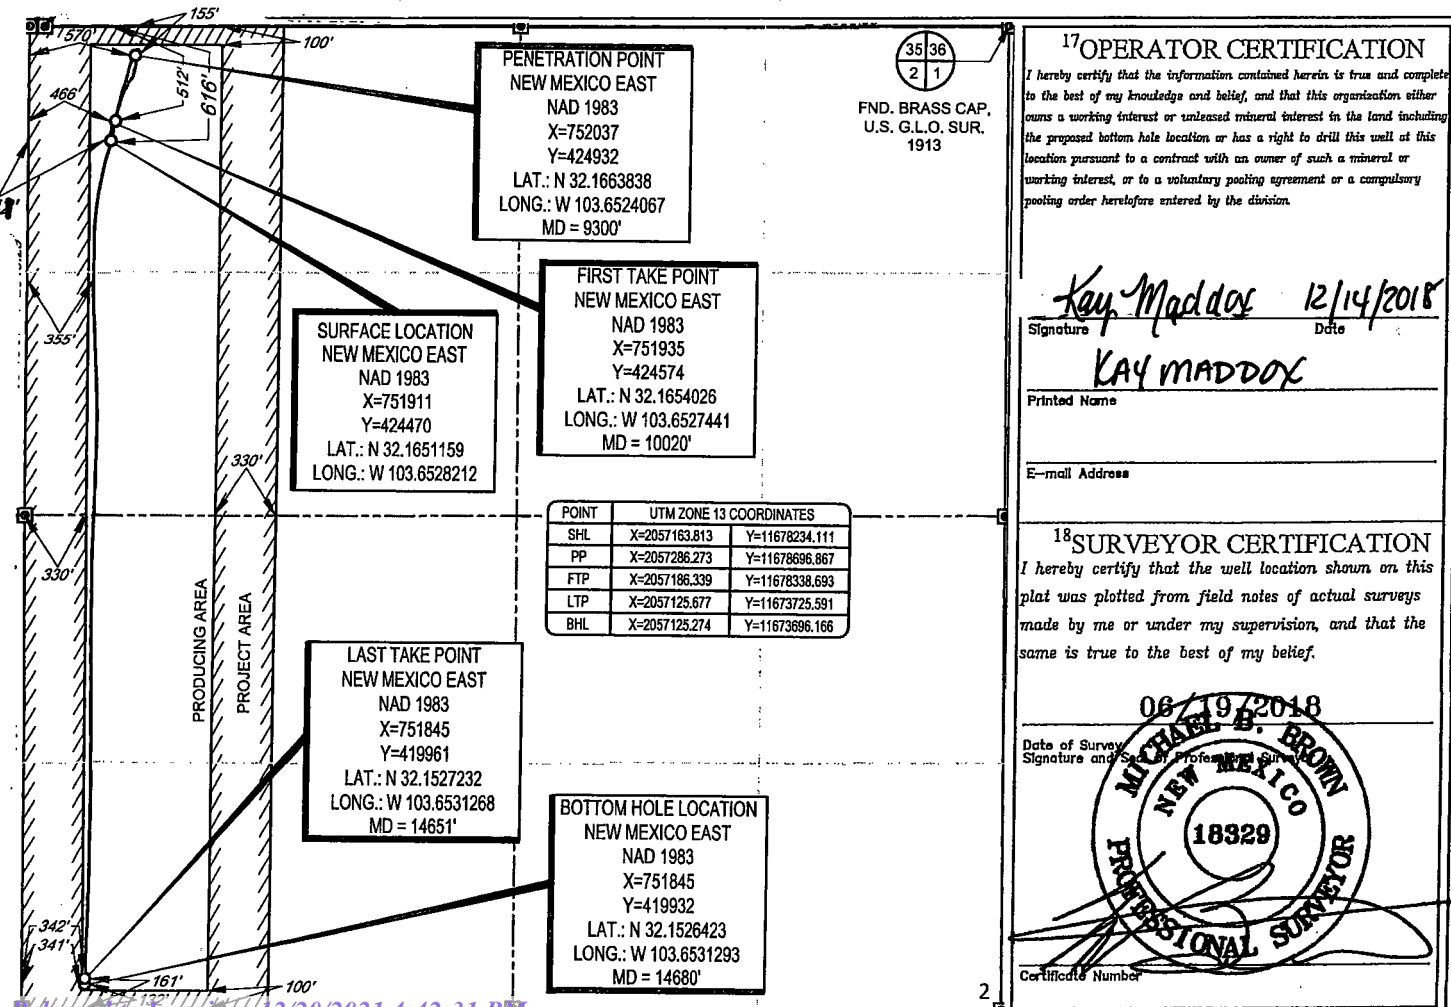 155'
570'
100'
512'
616'
466'
355'
330'
330'
PRODUCING AREA
PROJECT AREA
342'
341'
161'
132'
100'
PENETRATION POINT
NEW MEXICO EAST
NAD 1983
X=752037
Y=424932
LAT.: N 32.1663838
LONG.: W 103.6524067
MD = 9300'
FIRST TAKE POINT
NEW MEXICO EAST
NAD 1983
X=751935
Y=424574
LAT.: N 32.1654026
LONG.: W 103.6527441
MD = 10020'
SURFACE LOCATION
NEW MEXICO EAST
NAD 1983
X=751911
Y=424470
LAT.: N 32.1651159
LONG.: W 103.6528212
35 36
2 1
FND. BRASS CAP,
U.S. G.L.O. SUR.
1913
POINT UTM ZONE 13 COORDINATES
SHL X=2057163.813 Y=11678234.111
PP X=2057286.273 Y=11678696.867
FTP X=2057186.339 Y=11678338.693
LTP X=2057125.677 Y=11673725.591
BHL X=2057125.274 Y=11673696.166
LAST TAKE POINT
NEW MEXICO EAST
NAD 1983
X=751845
Y=419961
LAT.: N 32.1527232
LONG.: W 103.6531268
MD = 14651'
BOTTOM HOLE LOCATION
NEW MEXICO EAST
NAD 1983
X=751845
Y=419932
LAT.: N 32.1526423
LONG.: W 103.6531293
MD = 14680'
2
12/20/2021 4:42:31 PM
17 OPERATOR CERTIFICATION
I hereby certify that the information contained herein is true and complete
to the best of my knowledge and belief, and that this organization either
owns a working interest or unleased mineral interest in the land including
the proposed bottom hole location or has a right to drill this well at this
location pursuant to a contract with an owner of such a mineral or
working interest, or to a voluntary pooling agreement or a compulsory
pooling order heretofore entered by the division.
Kay Maddox 12/14/2018
Signature Date
KAY MADDOX
Printed Name
E-mail Address
18 SURVEYOR CERTIFICATION
I hereby certify that the well location shown on this
plat was plotted from field notes of actual surveys
made by me or under my supervision, and that the
same is true to the best of my belief.
06/19/2018
Date of Survey
Signature and Seal of Professional Surveyor
MICHAEL B. BROWN
NEW MEXICO
18329
PROFESSIONAL SURVEYOR
Certificate Number